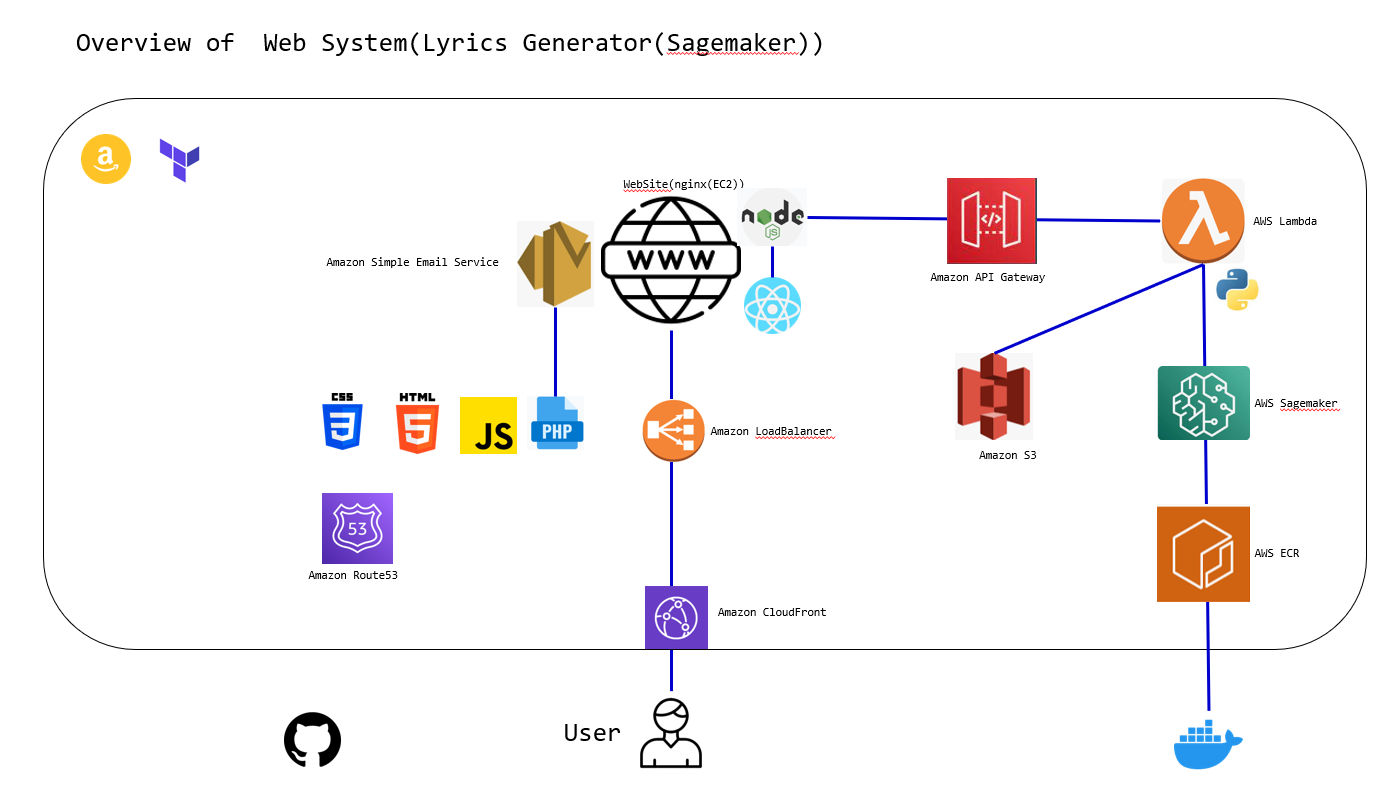 Overview of  Web System(Lyrics Generator(Sagemaker))
a
WebSite(nginx(EC2))
node
JS
WWW
Amazon Simple Email Service
Amazon API Gateway
AWS Lambda
CSS
3
HTML
5
JS
PHP
Amazon LoadBalancer
Amazon S3
AWS Sagemaker
53
Amazon Route53
AWS ECR
Amazon CloudFront
User